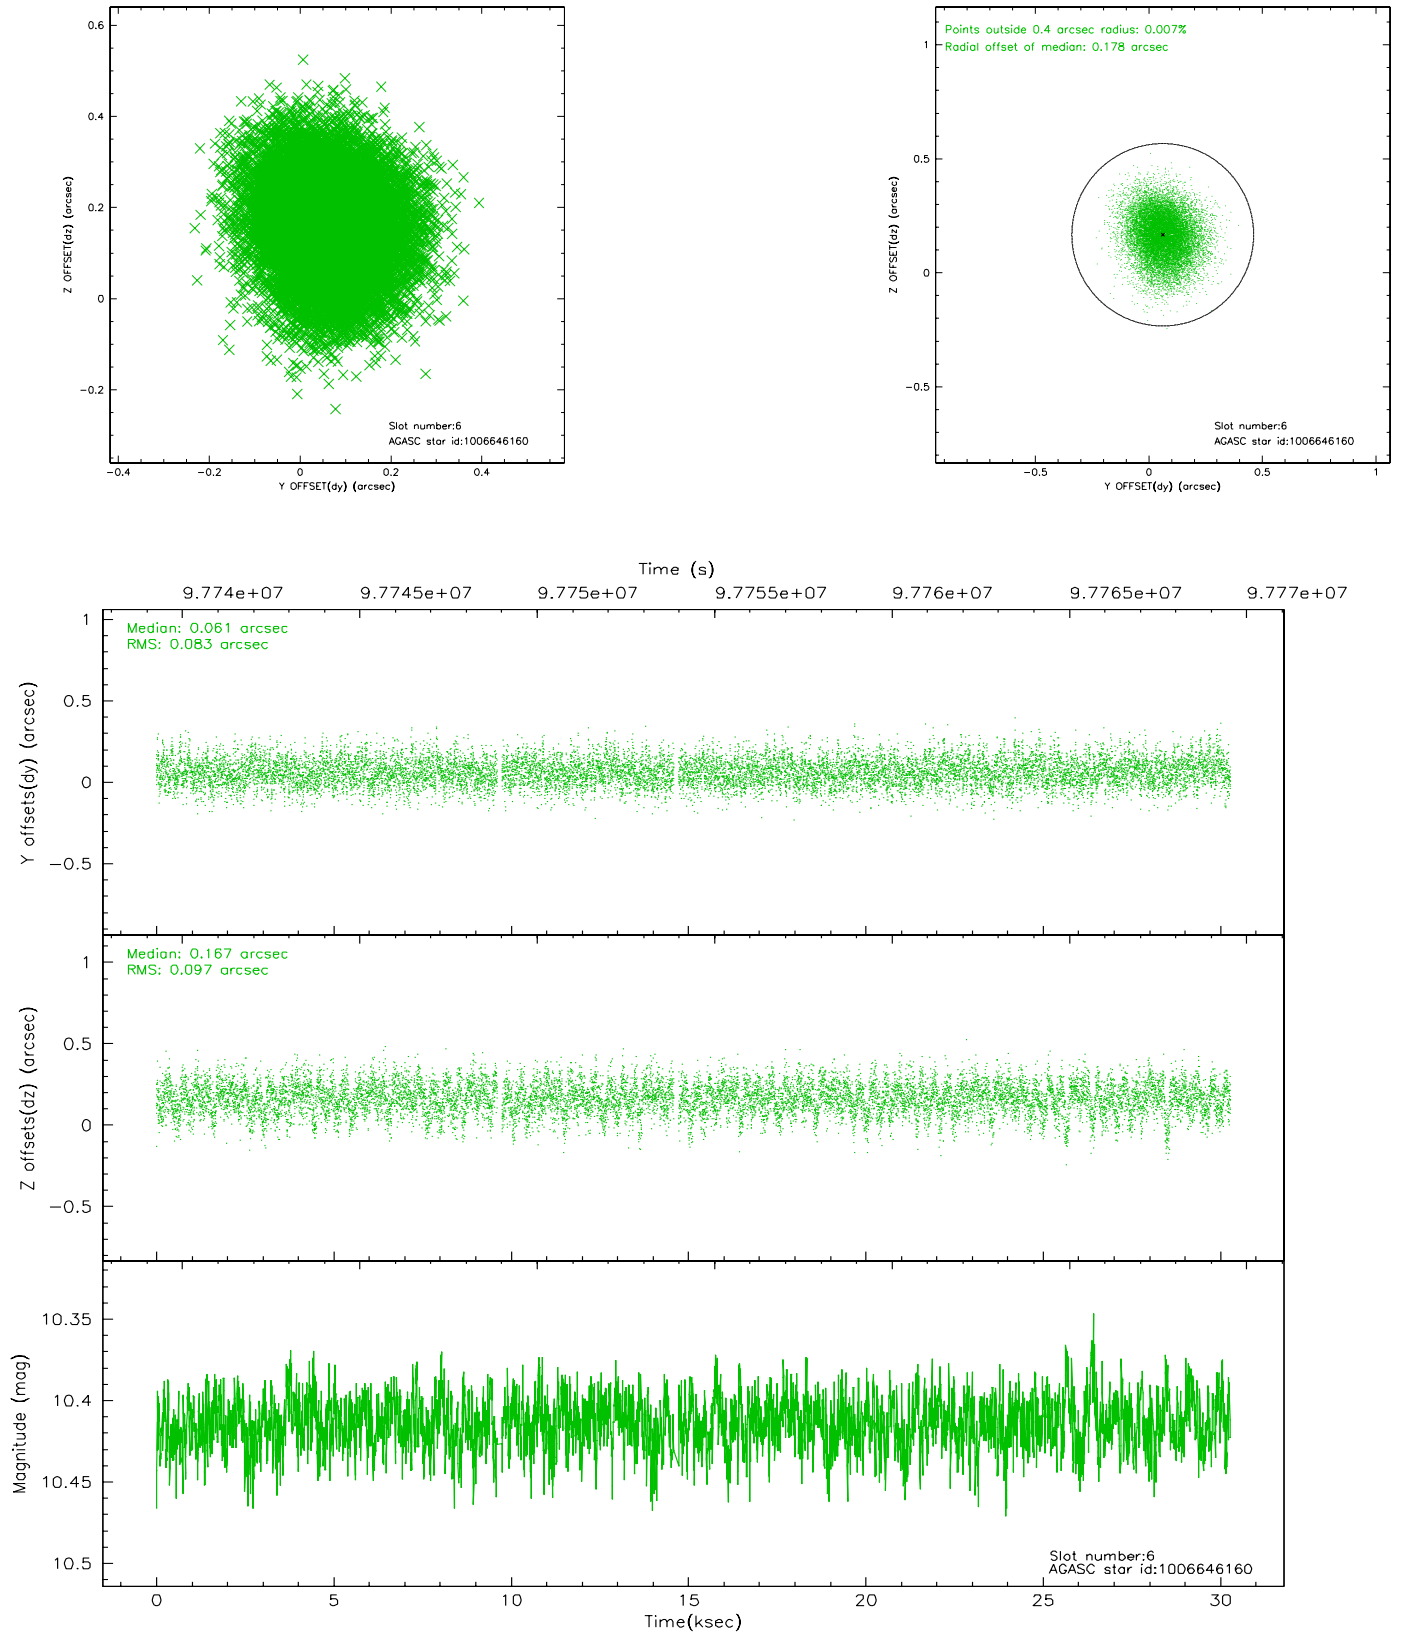 0.6
0.4
0.2
0
−0.2
Z OFFSET(dz) (arcsec)
Slot number:6
AGASC star id:1006646160
−0.4 −0.2 0 0.2 0.4
Y OFFSET(dy) (arcsec)
Points outside 0.4 arcsec radius: 0.007%
Radial offset of median: 0.178 arcsec
1
0.5
0
−0.5
Z OFFSET(dz) (arcsec)
Slot number:6
AGASC star id:1006646160
−0.5 0 0.5 1
Y OFFSET(dy) (arcsec)
Time (s)
9.774e+07 9.7745e+07 9.775e+07 9.7755e+07 9.776e+07 9.7765e+07 9.777e+07
Median: 0.061 arcsec
RMS: 0.083 arcsec
1
0.5
0
−0.5
Y offsets(dy) (arcsec)
Median: 0.167 arcsec
RMS: 0.097 arcsec
1
0.5
0
−0.5
Z offsets(dz) (arcsec)
10.35
10.4
10.45
10.5
Magnitude (mag)
Slot number:6
AGASC star id:1006646160
0 5 10 15 20 25 30
Time(ksec)